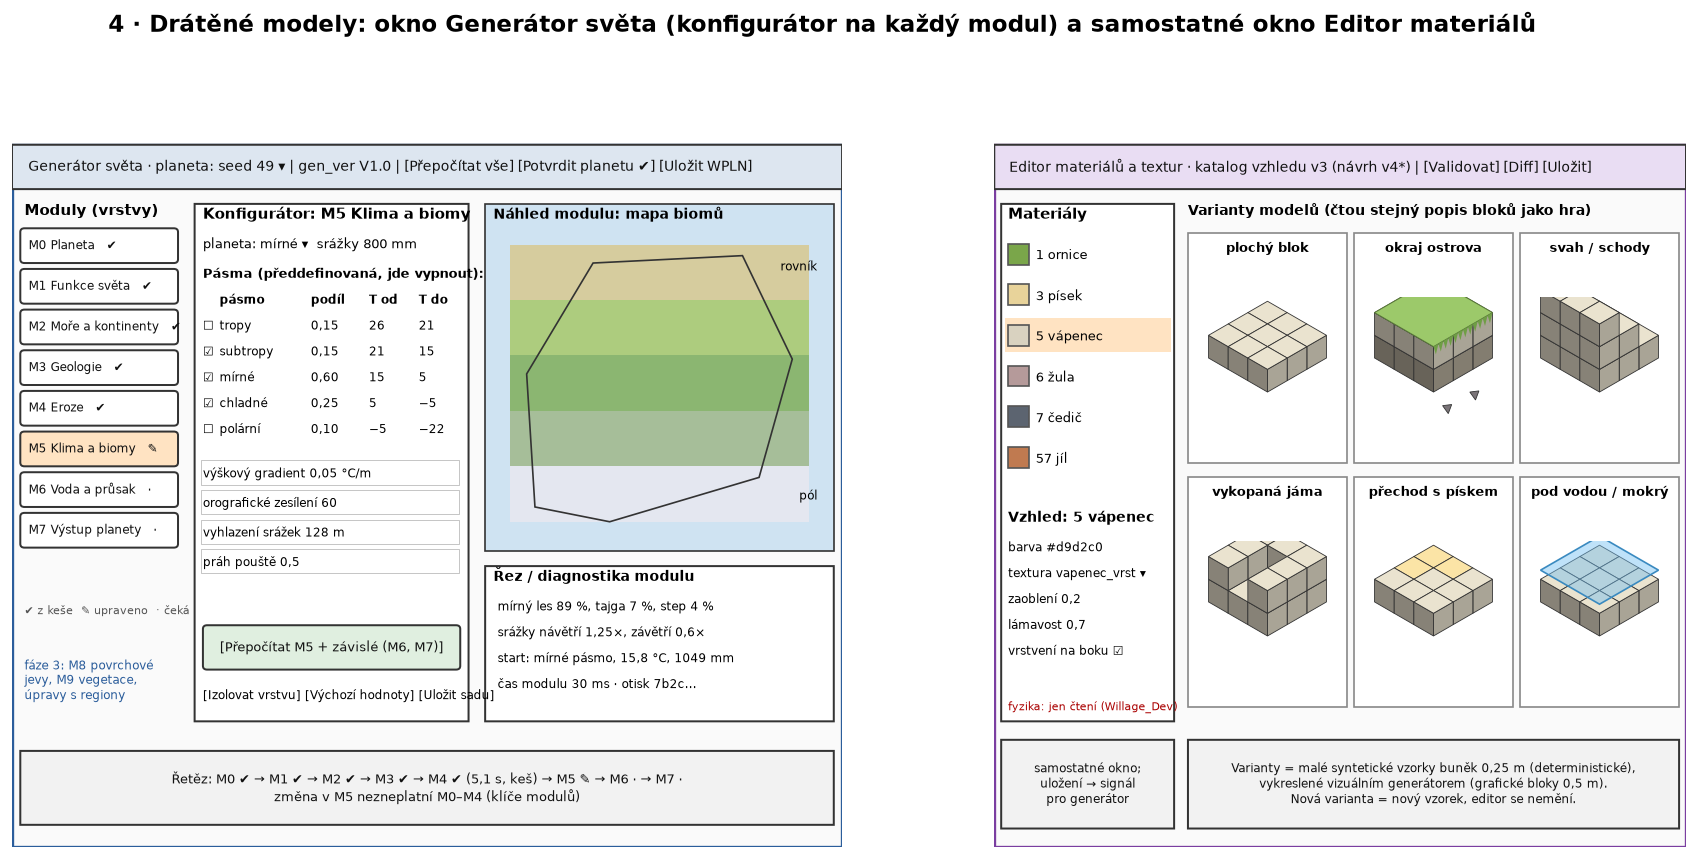 4 · Drátěné modely: okno Generátor světa (konfigurátor na každý modul) a samostatné okno Editor materiálů
Generátor světa · planeta: seed 49 ▾ | gen_ver V1.0 | [Přepočítat vše] [Potvrdit planetu ✔] [Uložit WPLN]
Moduly (vrstvy)
M0 Planeta ✔
M1 Funkce světa ✔
M2 Moře a kontinenty ✔
M3 Geologie ✔
M4 Eroze ✔
M5 Klima a biomy ✎
M6 Voda a průsak ·
M7 Výstup planety ·
✔ z keše ✎ upraveno · čeká
fáze 3: M8 povrchové
jevy, M9 vegetace,
úpravy s regiony
Konfigurátor: M5 Klima a biomy
planeta: mírné ▾ srážky 800 mm
Pásma (předdefinovaná, jde vypnout):
pásmo podíl T od T do
☐ tropy 0,15 26 21
☑ subtropy 0,15 21 15
☑ mírné 0,60 15 5
☑ chladné 0,25 5 −5
☐ polární 0,10 −5 −22
výškový gradient 0,05 °C/m
orografické zesílení 60
vyhlazení srážek 128 m
práh pouště 0,5
[Přepočítat M5 + závislé (M6, M7)]
[Izolovat vrstvu] [Výchozí hodnoty] [Uložit sadu]
Náhled modulu: mapa biomů
rovník
pól
Řez / diagnostika modulu
mírný les 89 %, tajga 7 %, step 4 %
srážky návětří 1,25×, závětří 0,6×
start: mírné pásmo, 15,8 °C, 1049 mm
čas modulu 30 ms · otisk 7b2c…
Řetěz: M0 ✔ → M1 ✔ → M2 ✔ → M3 ✔ → M4 ✔ (5,1 s, keš) → M5 ✎ → M6 · → M7 ·
změna v M5 nezneplatní M0–M4 (klíče modulů)
Editor materiálů a textur · katalog vzhledu v3 (návrh v4*) | [Validovat] [Diff] [Uložit]
Materiály
1 ornice
3 písek
5 vápenec
6 žula
7 čedič
57 jíl
Vzhled: 5 vápenec
barva #d9d2c0
textura vapenec_vrst ▾
zaoblení 0,2
lámavost 0,7
vrstvení na boku ☑
fyzika: jen čtení (Willage_Dev)
Varianty modelů (čtou stejný popis bloků jako hra)
plochý blok
okraj ostrova
svah / schody
vykopaná jáma
přechod s pískem
pod vodou / mokrý
samostatné okno;
uložení → signál
pro generátor
Varianty = malé syntetické vzorky buněk 0,25 m (deterministické),
vykreslené vizuálním generátorem (grafické bloky 0,5 m).
Nová varianta = nový vzorek, editor se nemění.